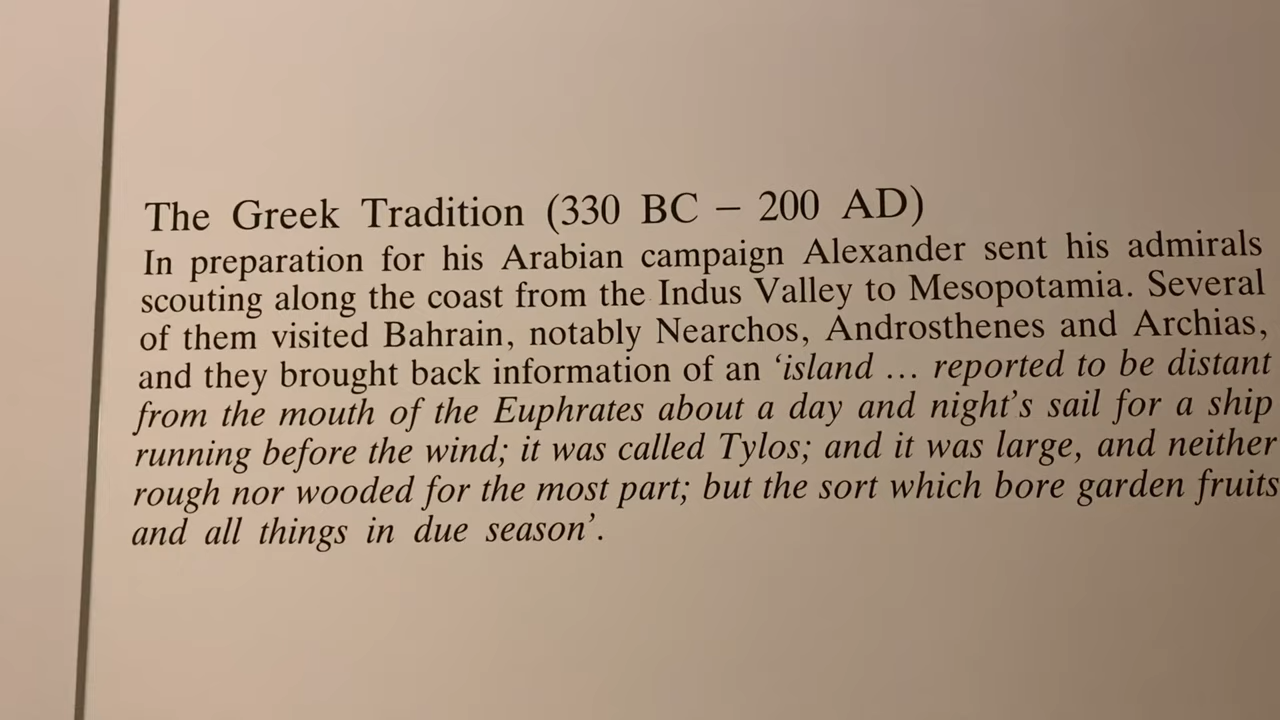 The Greek Tradition (330 BC – 200 AD)
In preparation for his Arabian campaign Alexander sent his admirals
scouting along the coast from the Indus Valley to Mesopotamia. Several
of them visited Bahrain, notably Nearchos, Androsthenes and Archias,
and they brought back information of an ‘island ... reported to be distant
from the mouth of the Euphrates about a day and night’s sail for a ship
running before the wind; it was called Tylos; and it was large, and neither
rough nor wooded for the most part; but the sort which bore garden fruits
and all things in due season’.